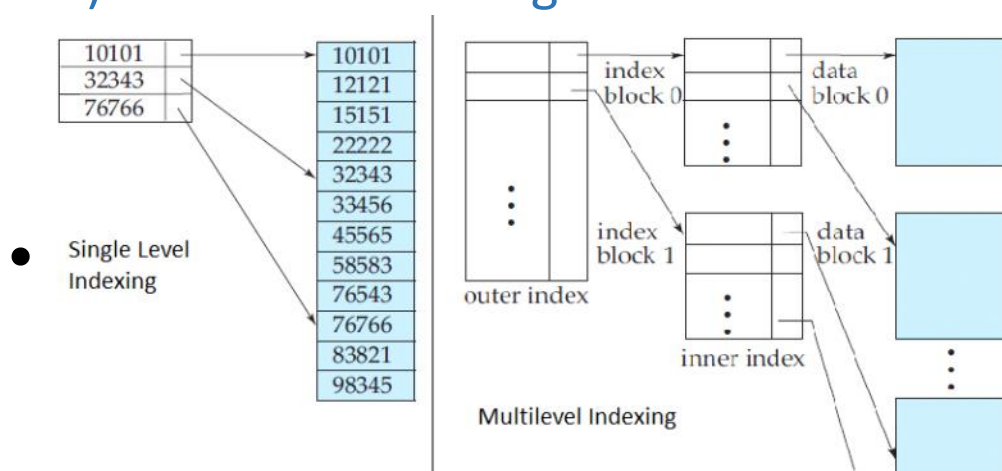 10101
32343
76766
10101
12121
15151
22222
32343
33456
45565
58583
76543
76766
83821
98345
Single Level
Indexing
outer index
index
block 0
index
block 1
inner index
data
block 0
data
block 1
Multilevel Indexing